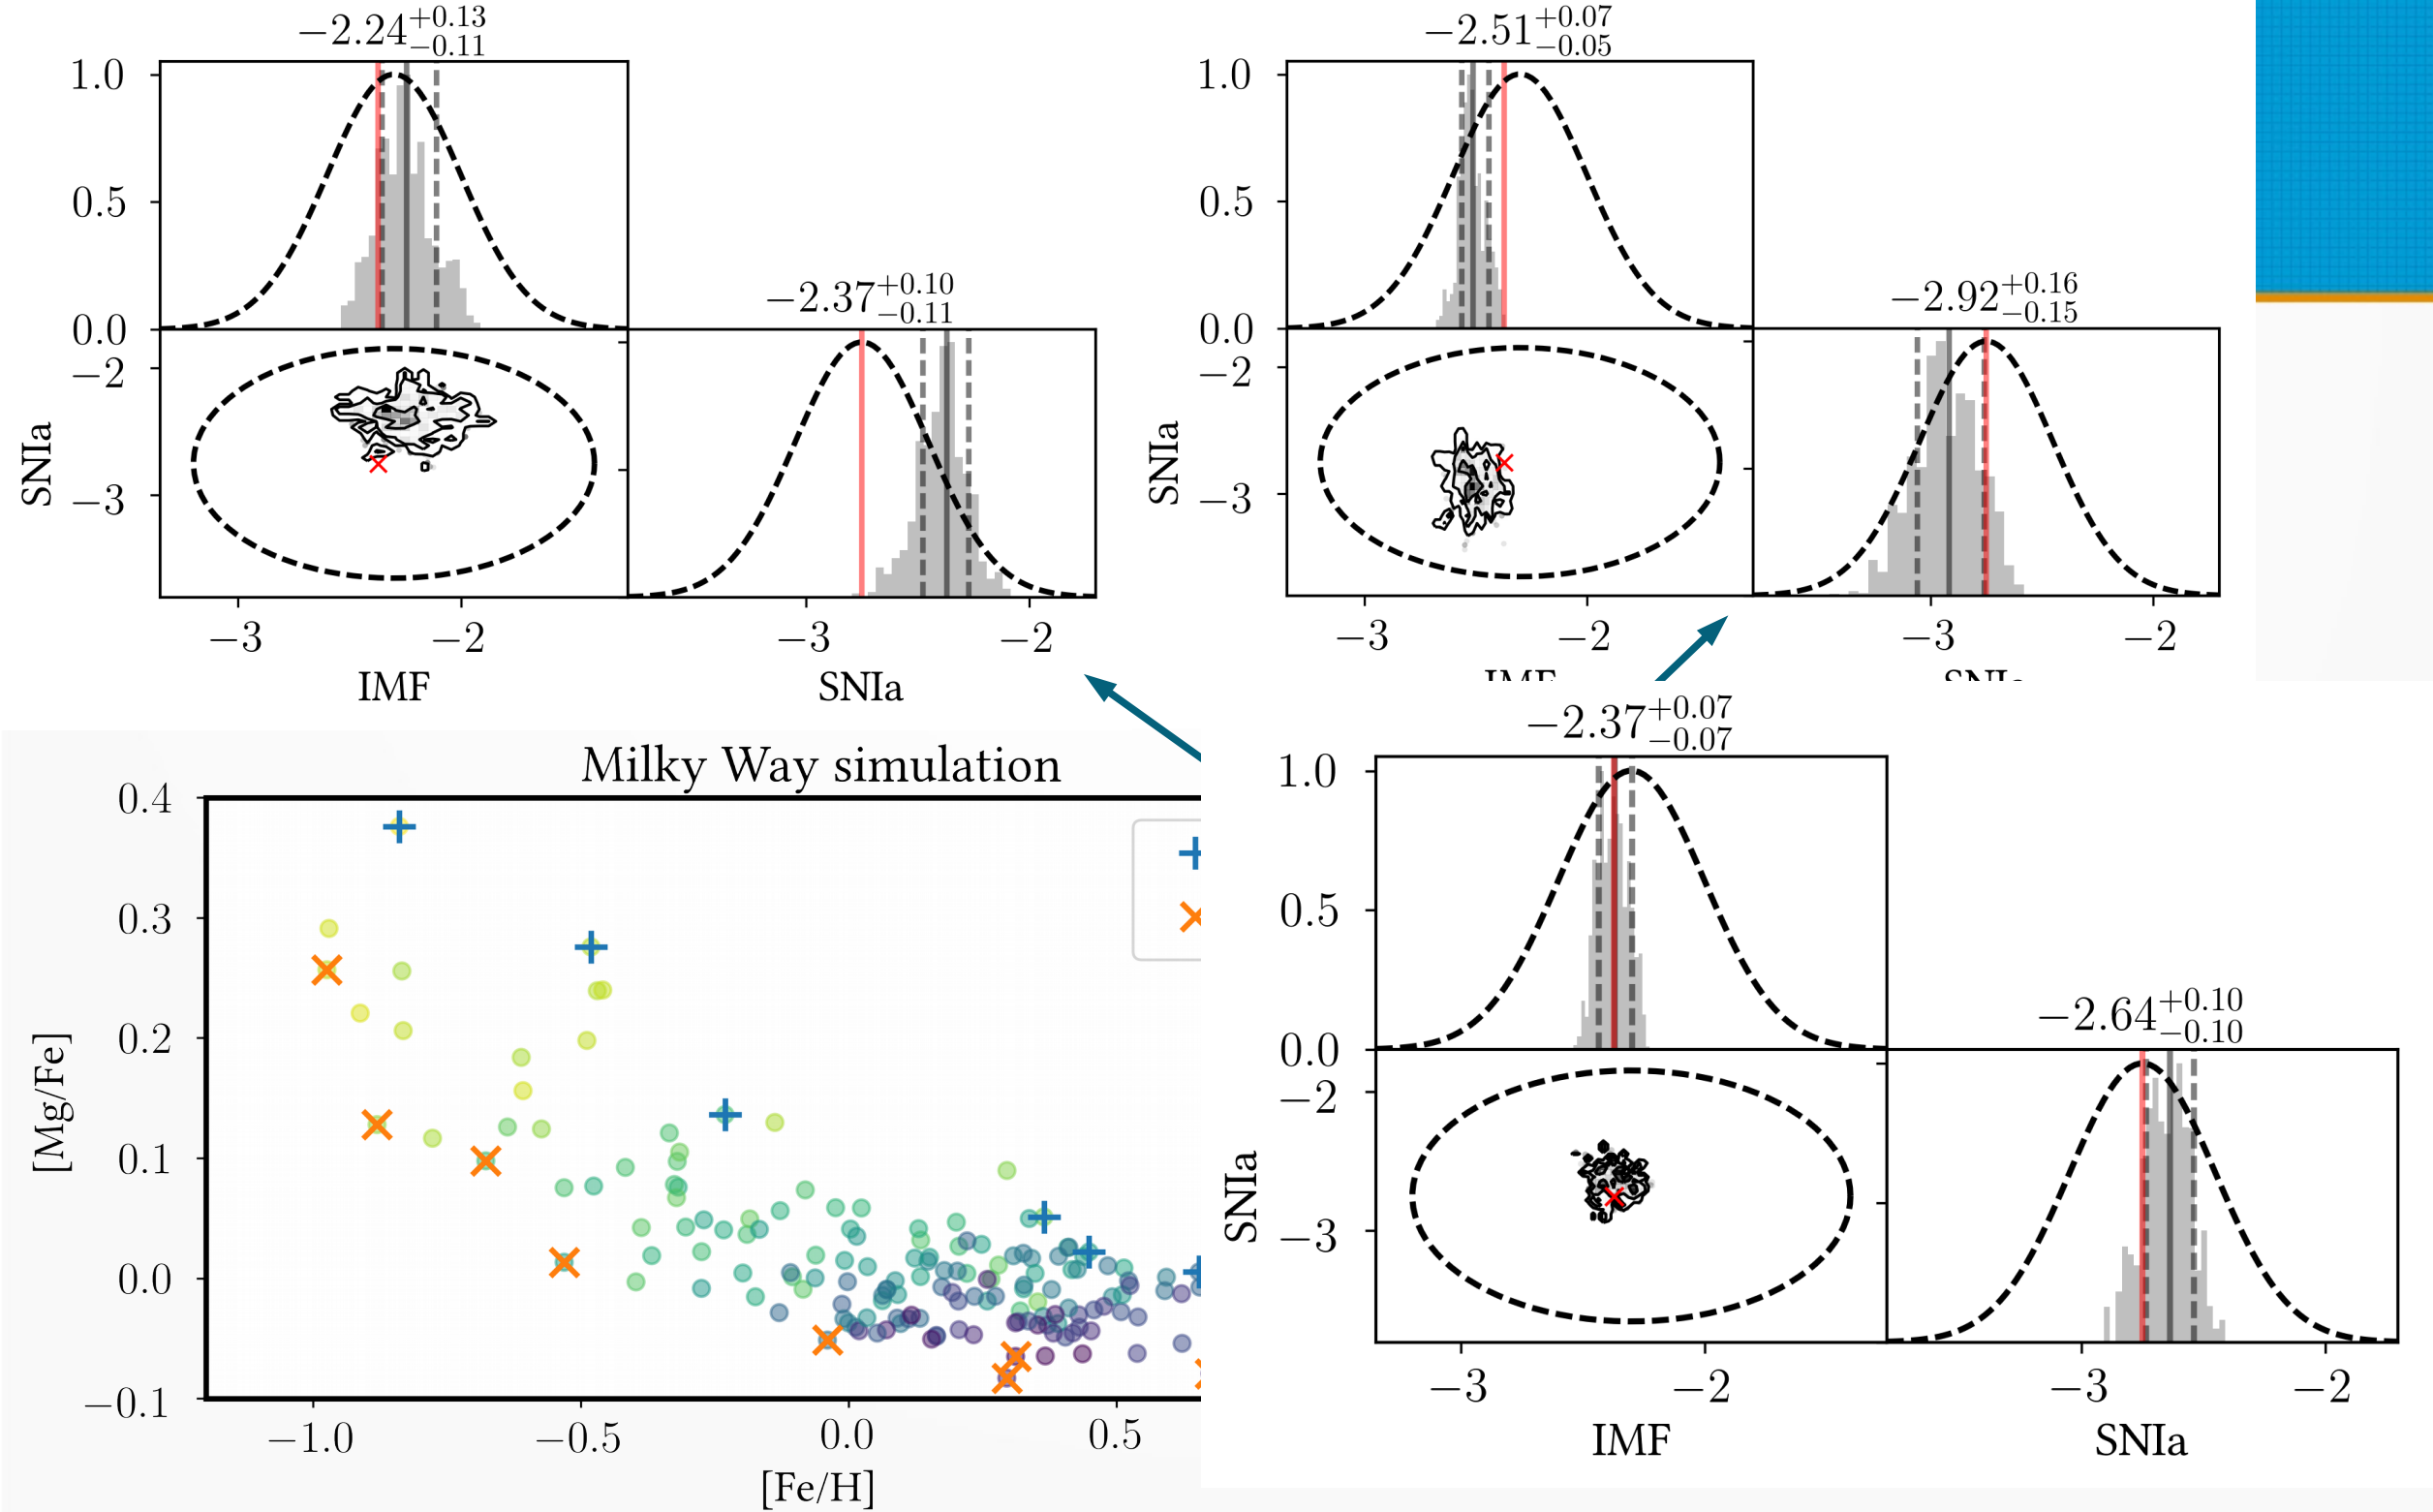 −2.24 +0.13 −0.11
1.0
0.5
0.0
−2.37 +0.10 −0.11
−2
−3
SNIa
−3 −2 −3 −2
IMF SNIa
−2.51 +0.07 −0.05
1.0
0.5
0.0
−2.92 +0.16 −0.15
−2
−3
SNIa
−3 −2 −3 −2
IMF SNIa
Milky Way simulation
0.4
0.3
0.2
0.1
0.0
−0.1
[Mg/Fe]
−1.0 −0.5 0.0 0.5
[Fe/H]
−2.37 +0.07 −0.07
1.0
0.5
0.0
−2.64 +0.10 −0.10
−2
−3
SNIa
−3 −2 −3 −2
IMF SNIa